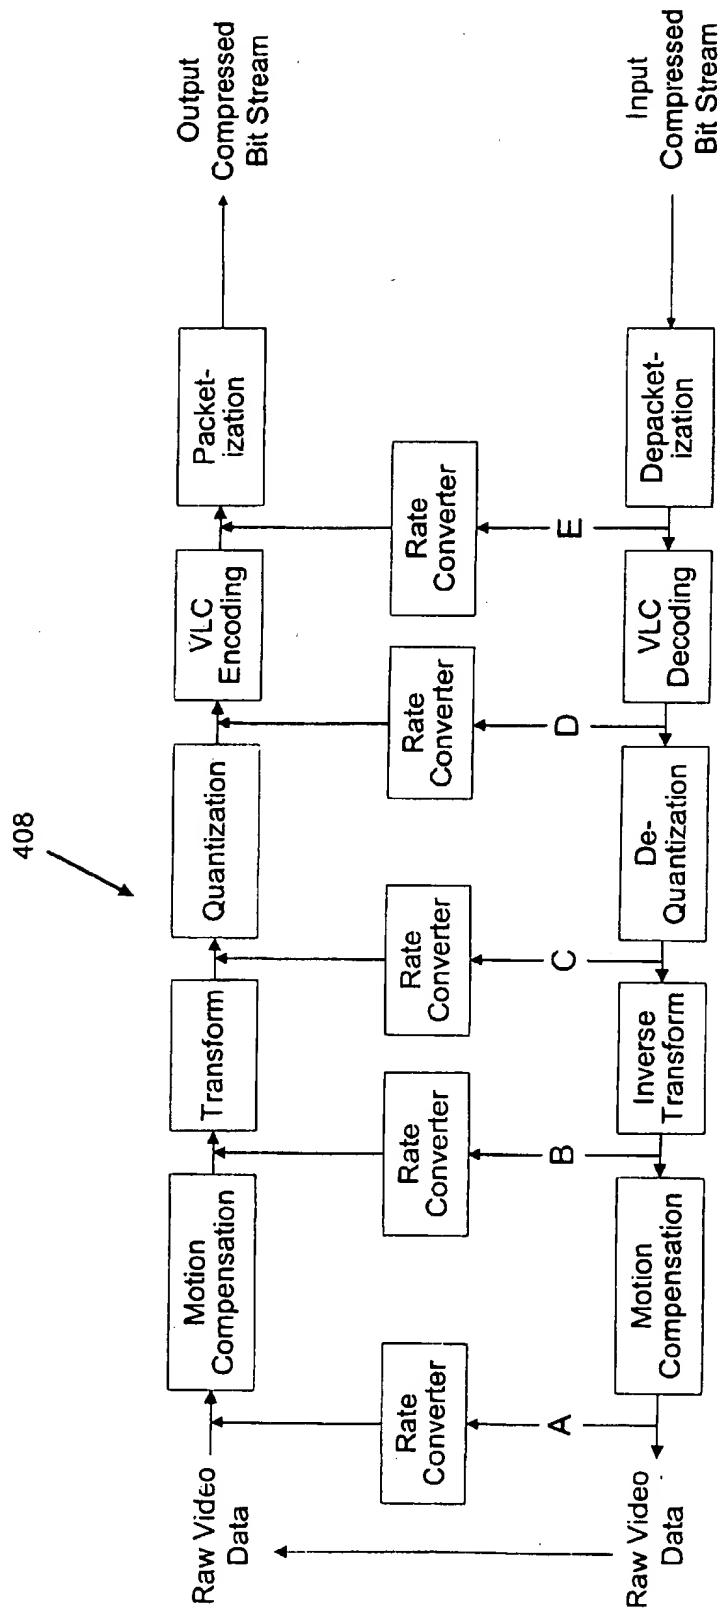 408
Raw Video
Data
Motion
Compensation
Transform
Quantization
VLC
Encoding
Packet-
ization
Output
Compressed
Bit Stream
Rate
Converter
Rate
Converter
Rate
Converter
Rate
Converter
Rate
Converter
A
B
C
D
E
Raw Video
Data
Motion
Compensation
Inverse
Transform
De-
Quantization
VLC
Decoding
Depacket-
ization
Input
Compressed
Bit Stream